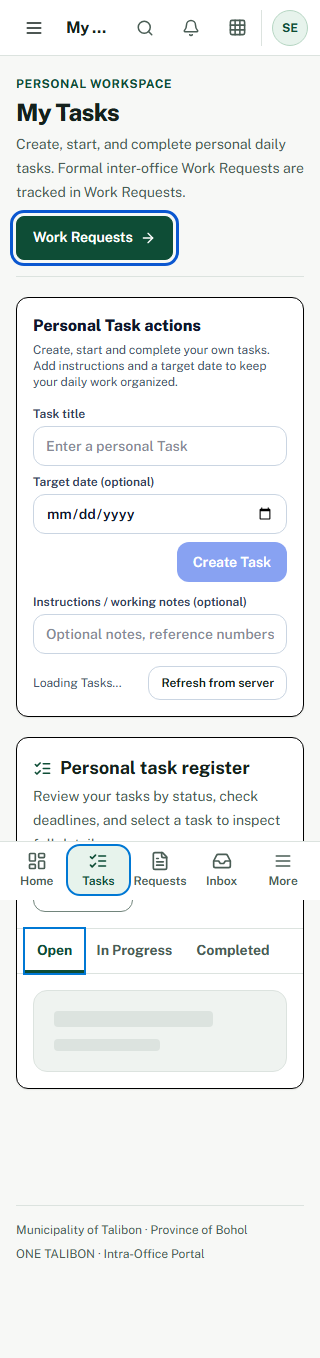 My ...
SE
PERSONAL WORKSPACE
My Tasks
Create, start, and complete personal daily
tasks. Formal inter-office Work Requests are
tracked in Work Requests.
Work Requests
Personal Task actions
Create, start and complete your own tasks.
Add instructions and a target date to keep
your daily work organized.
Task title
Enter a personal Task
Target date (optional)
mm/dd/yyyy
Create Task
Instructions / working notes (optional)
Optional notes, reference numbers
Loading Tasks...
Refresh from server
Personal task register
Review your tasks by status, check
deadlines, and select a task to inspect
Home
Tasks
Requests
Inbox
More
Open
In Progress
Completed
Municipality of Talibon · Province of Bohol
ONE TALIBON · Intra-Office Portal